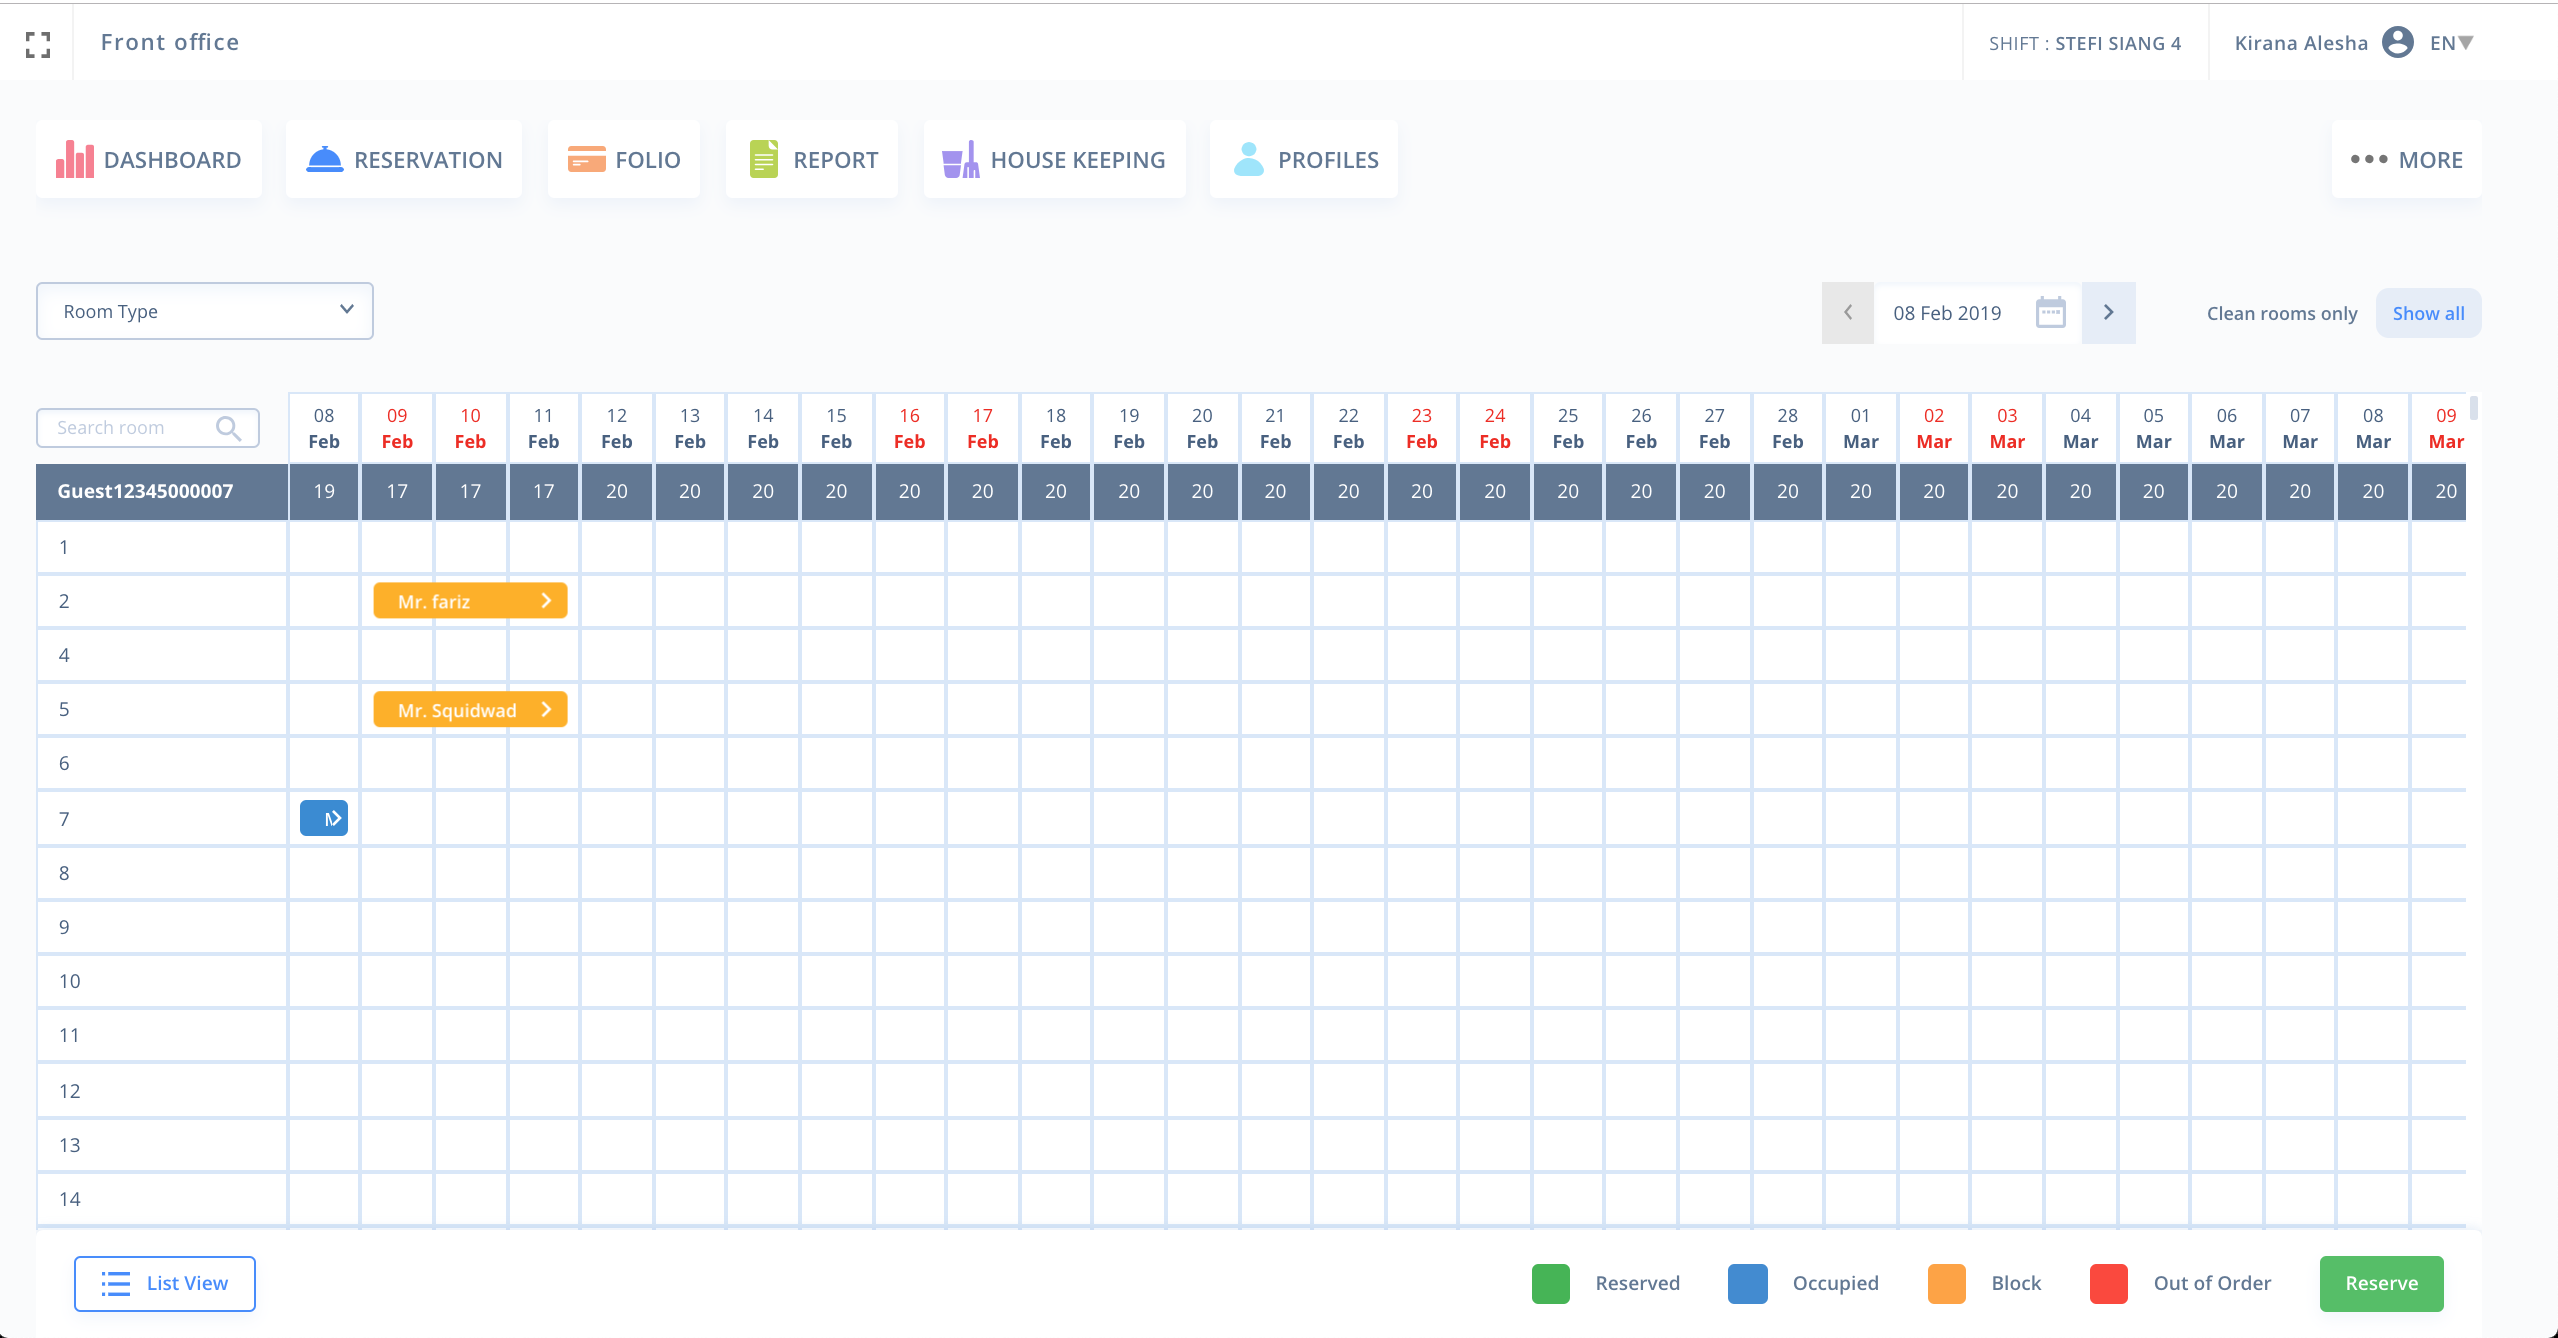 Front office
SHIFT : STEFI SIANG 4
Kirana Alesha
EN
DASHBOARD
RESERVATION
FOLIO
REPORT
HOUSE KEEPING
PROFILES
MORE
Room Type
08 Feb 2019
Clean rooms only
Show all
Search room
08 09 10 11 12 13 14 15 16 17 18 19 20 21 22 23 24 25 26 27 28 01 02 03 04 05 06 07 08 09
Feb Feb Feb Feb Feb Feb Feb Feb Feb Feb Feb Feb Feb Feb Feb Feb Feb Feb Feb Feb Feb Mar Mar Mar Mar Mar Mar Mar Mar Mar
Guest12345000007 19 17 17 17 20 20 20 20 20 20 20 20 20 20 20 20 20 20 20 20 20 20 20 20 20 20 20 20 20 20
1
2 Mr. fariz
4
5 Mr. Squidwad
6
7
8
9
10
11
12
13
14
List View
Reserved
Occupied
Block
Out of Order
Reserve